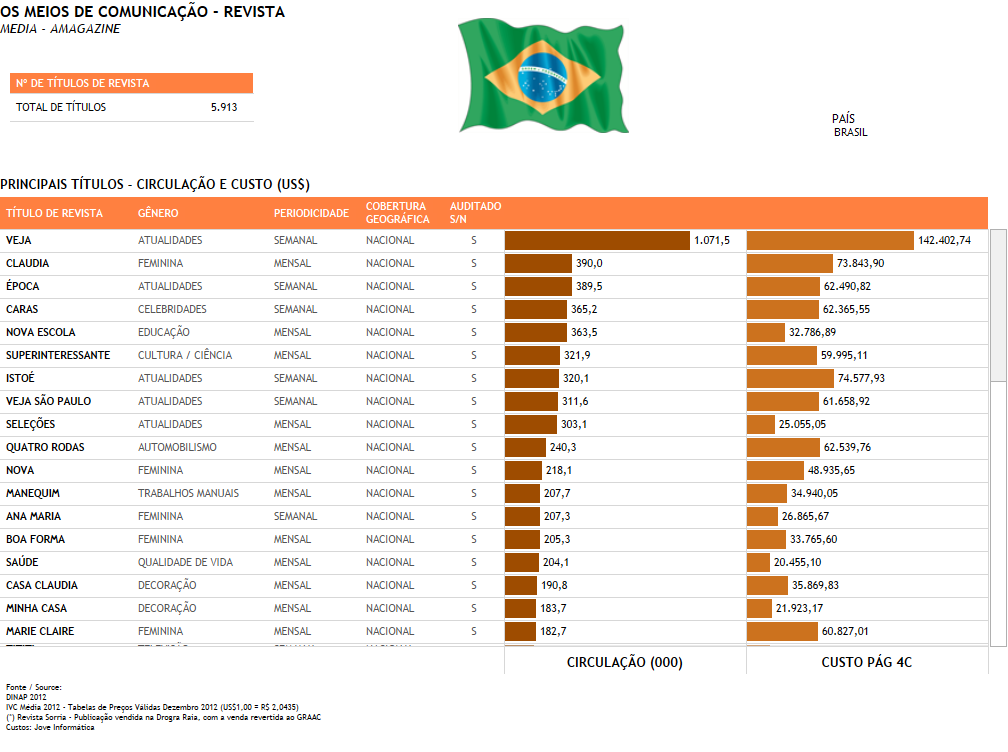 OS MEIOS DE COMUNICAÇÃO - REVISTA
MEDIA - AMAGAZINE
Nº DE TÍTULOS DE REVISTA
TOTAL DE TÍTULOS 5.913
PAÍS
BRASIL
PRINCIPAIS TÍTULOS - CIRCULAÇÃO E CUSTO (US$)
TÍTULO DE REVISTA GÊNERO PERIODICIDADE COBERTURA GEOGRÁFICA AUDITADO S/N
VEJA ATUALIDADES SEMANAL NACIONAL S 1.071,5 142.402,74
CLAUDIA FEMININA MENSAL NACIONAL S 390,0 73.843,90
ÉPOCA ATUALIDADES SEMANAL NACIONAL S 389,5 62.490,82
CARAS CELEBRIDADES SEMANAL NACIONAL S 365,2 62.365,55
NOVA ESCOLA EDUCAÇÃO MENSAL NACIONAL S 363,5 32.786,89
SUPERINTERESSANTE CULTURA / CIÊNCIA MENSAL NACIONAL S 321,9 59.995,11
ISTOÉ ATUALIDADES SEMANAL NACIONAL S 320,1 74.577,93
VEJA SÃO PAULO ATUALIDADES SEMANAL NACIONAL S 311,6 61.658,92
SELEÇÕES ATUALIDADES MENSAL NACIONAL S 303,1 25.055,05
QUATRO RODAS AUTOMOBILISMO MENSAL NACIONAL S 240,3 62.539,76
NOVA FEMININA MENSAL NACIONAL S 218,1 48.935,65
MANEQUIM TRABALHOS MANUAIS MENSAL NACIONAL S 207,7 34.940,05
ANA MARIA FEMININA SEMANAL NACIONAL S 207,3 26.865,67
BOA FORMA FEMININA MENSAL NACIONAL S 205,3 33.765,60
SAÚDE QUALIDADE DE VIDA MENSAL NACIONAL S 204,1 20.455,10
CASA CLAUDIA DECORAÇÃO MENSAL NACIONAL S 190,8 35.869,83
MINHA CASA DECORAÇÃO MENSAL NACIONAL S 183,7 21.923,17
MARIE CLAIRE FEMININA MENSAL NACIONAL S 182,7 60.827,01
CIRCULAÇÃO (000) CUSTO PÁG 4C
Fonte / Source:
DINAP 2012
IVC Média 2012 - Tabelas de Preços Válidas Dezembro 2012 (US$1,00 = R$ 2,0435)
(*) Revista Sorria - Publicação vendida na Drogra Raia, com a venda revertida ao GRAAC
Custos: Jove Informática